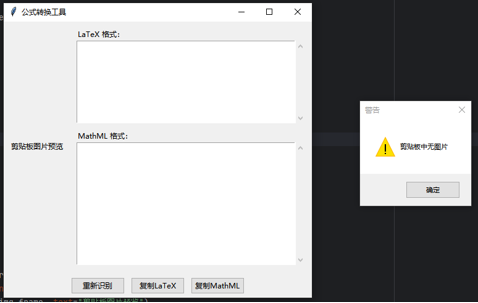 公式转换工具
LaTeX 格式:
剪贴板图片预览
MathML 格式:
重新识别
复制LaTeX
复制MathML
警告
剪贴板中无图片
确定